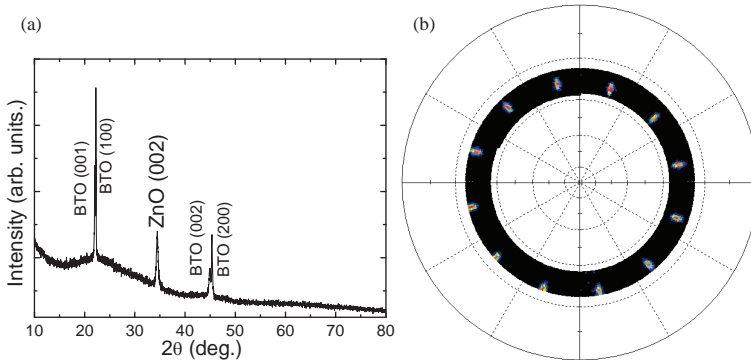 (a)
(b)
Intensity (arb. units.)
BTO (001)
BTO (100)
ZnO (002)
BTO (002)
BTO (200)
10 20 30 40 50 60 70 80
2θ (deg.)